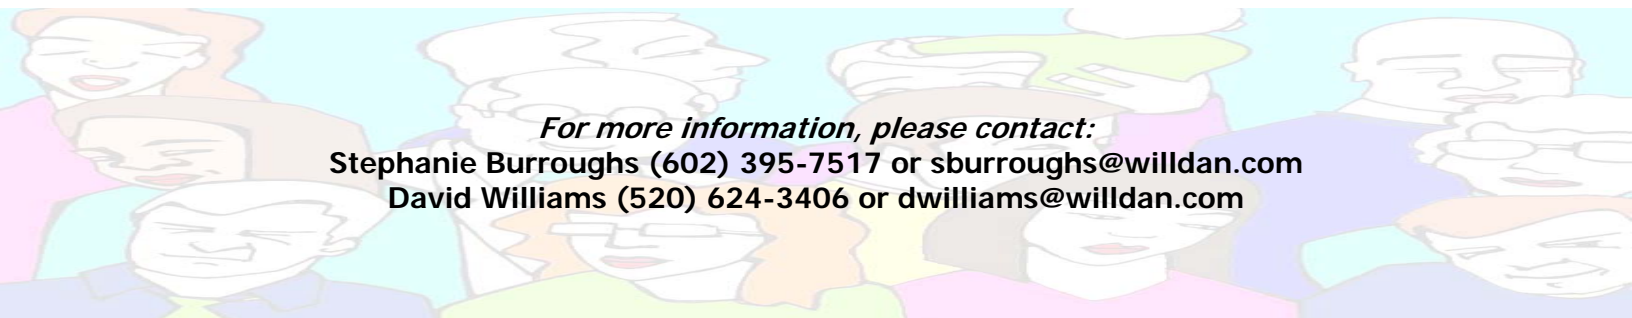 For more information, please contact:
Stephanie Burroughs (602) 395-7517 or sburroughs@willdan.com
David Williams (520) 624-3406 or dwilliams@willdan.com